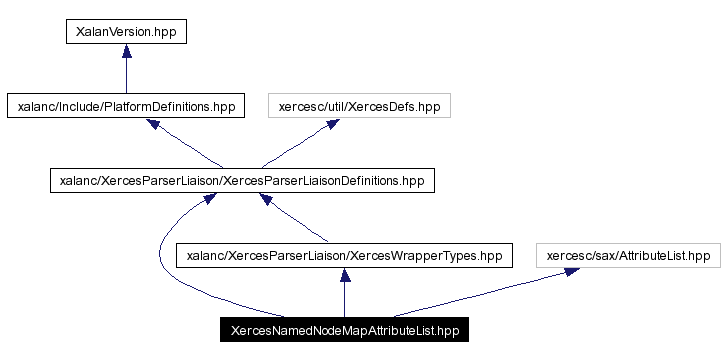 XalanVersion.hpp
xalanc/Include/PlatformDefinitions.hpp
xercesc/util/XercesDefs.hpp
xalanc/XercesParserLiaison/XercesParserLiaisonDefinitions.hpp
xalanc/XercesParserLiaison/XercesWrapperTypes.hpp
xercesc/sax/AttributeList.hpp
XercesNamedNodeMapAttributeList.hpp